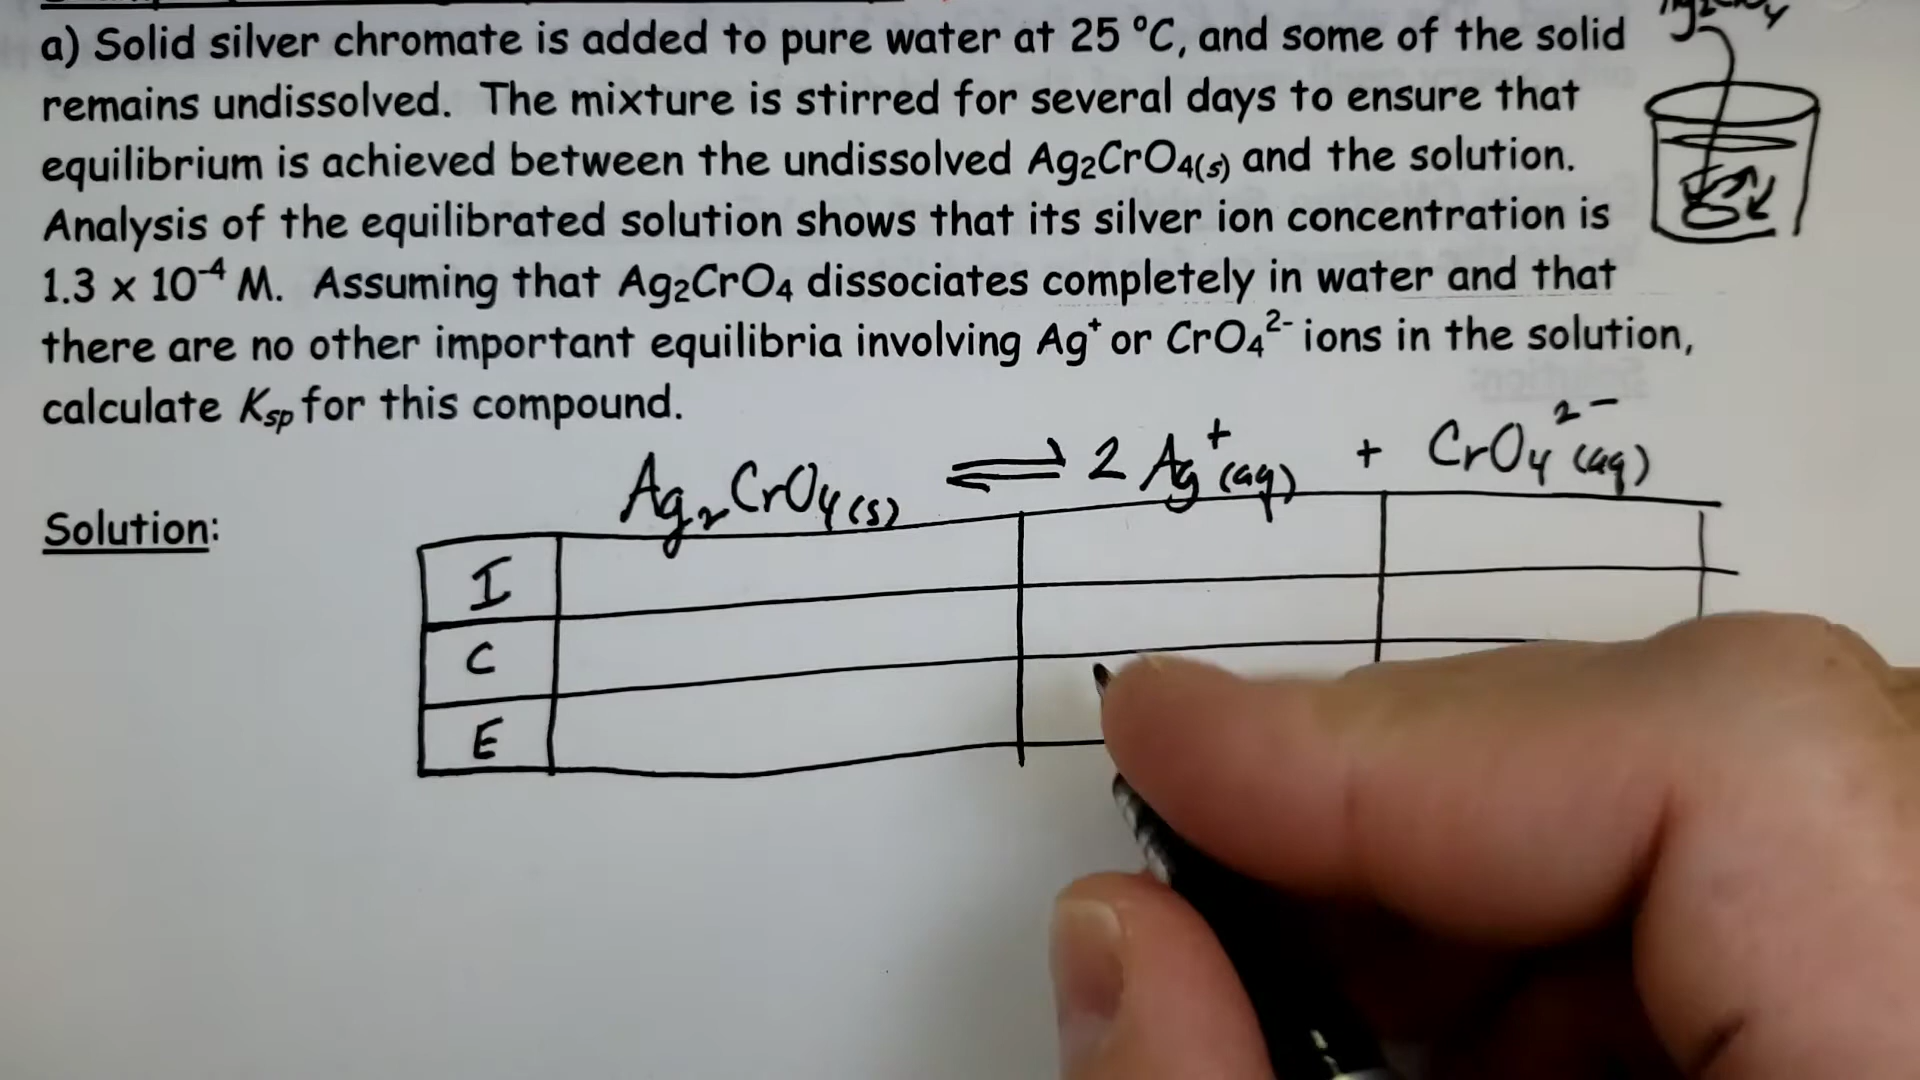 a) Solid silver chromate is added to pure water at 25 °C, and some of the solid
remains undissolved. The mixture is stirred for several days to ensure that
equilibrium is achieved between the undissolved Ag₂CrO₄(s) and the solution.
Analysis of the equilibrated solution shows that its silver ion concentration is
1.3 x 10⁻⁴ M. Assuming that Ag₂CrO₄ dissociates completely in water and that
there are no other important equilibria involving Ag⁺ or CrO₄²⁻ ions in the solution,
calculate Ksp for this compound.
Ag₂CrO₄(s) ⇌ 2 Ag⁺(aq) + CrO₄²⁻(aq)
Solution:
I
C
E